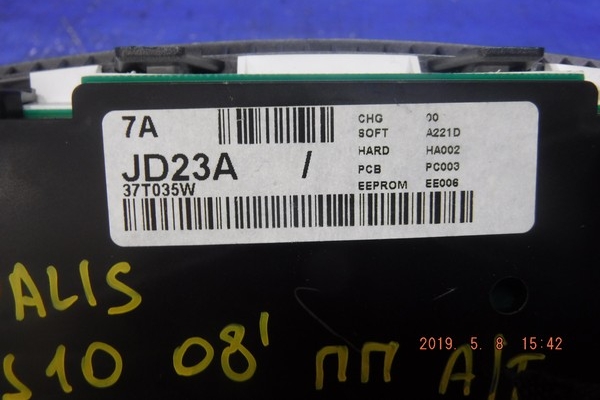 7A
CHG 00
SOFT A221D
HARD HA002
JD23A /
PCB PC003
37T035W
EEPROM EE006
ALIS
S10 08' ПП A/T
2019. 5. 8 15:42